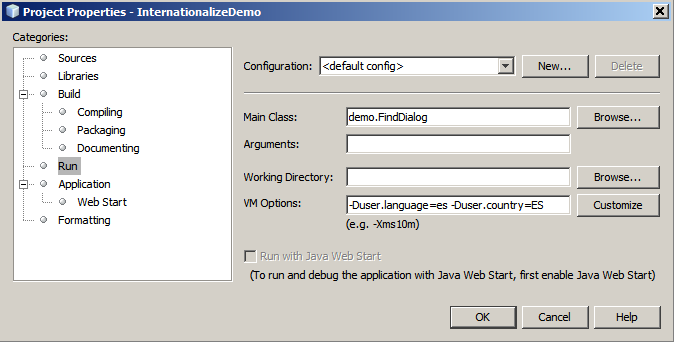 Project Properties - InternationalizeDemo
Categories:
Sources
Libraries
Build
Compiling
Packaging
Documenting
Run
Application
Web Start
Formatting
Configuration: <default config> New... Delete
Main Class: demo.FindDialog Browse...
Arguments:
Working Directory: Browse...
VM Options: -Duser.language=es -Duser.country=ES Customize
(e.g. -Xms10m)
Run with Java Web Start
(To run and debug the application with Java Web Start, first enable Java Web Start)
OK Cancel Help